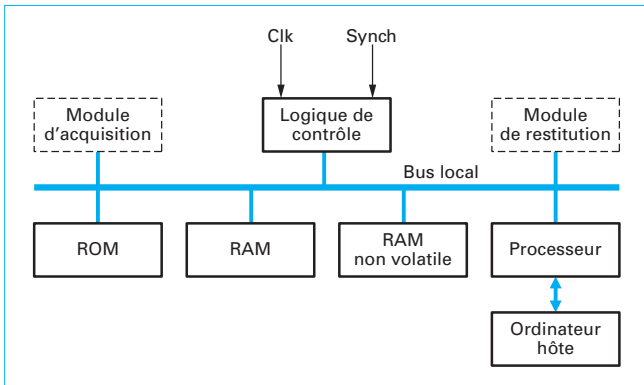 Clk
Synch
Module
d'acquisition
Logique de
contrôle
Module
de restitution
Bus local
ROM
RAM
RAM
non volatile
Processeur
Ordinateur
hôte